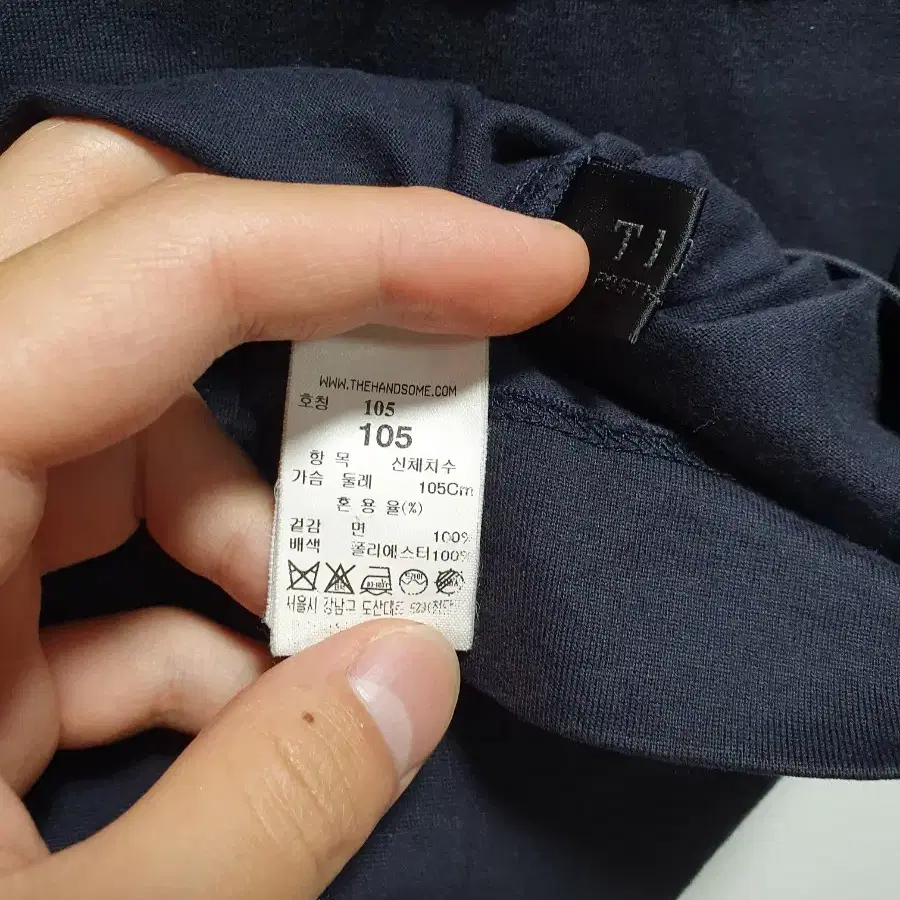 WWW.THEHANDSOME.COM
호칭 105
105
항 목 신체치수
가슴 둘레 105Cm
혼 용 율(%)
겉감 면 100%
배색 폴리에스터100%
서울시 강남구 도산대로
TI